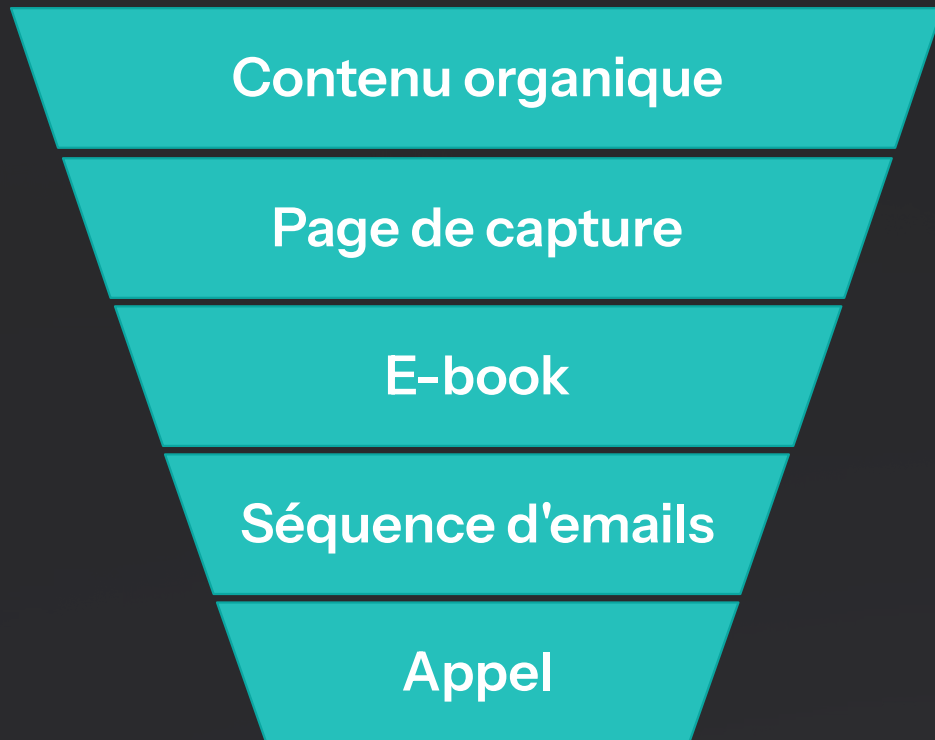 Contenu organique
Page de capture
E-book
Séquence d'emails
Appel